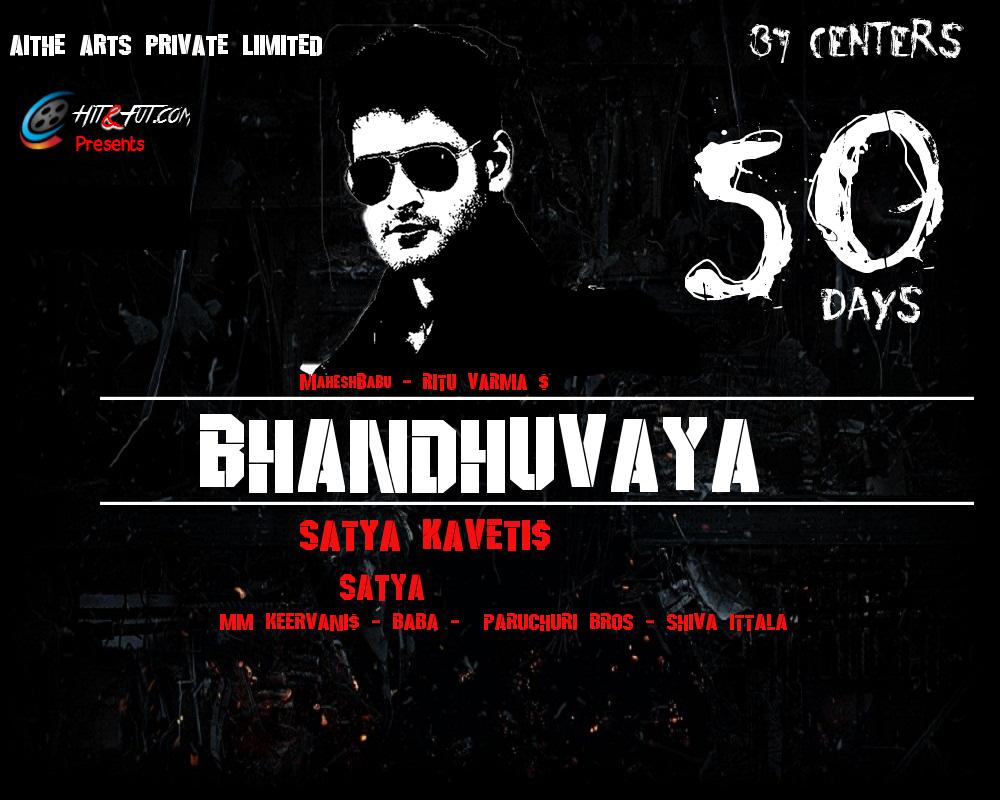 AITHE ARTS PRIVATE LIIMITED
37 CENTERS
HIT&FUT.COM
Presents
50
DAYS
MAHESHBABU - RITU VARMA $
BHANDHUVAYA
SATYA KAVETI$
SATYA
MM KEERVANI$ - BABA - PARUCHURI BROS - SHIVA ITTALA